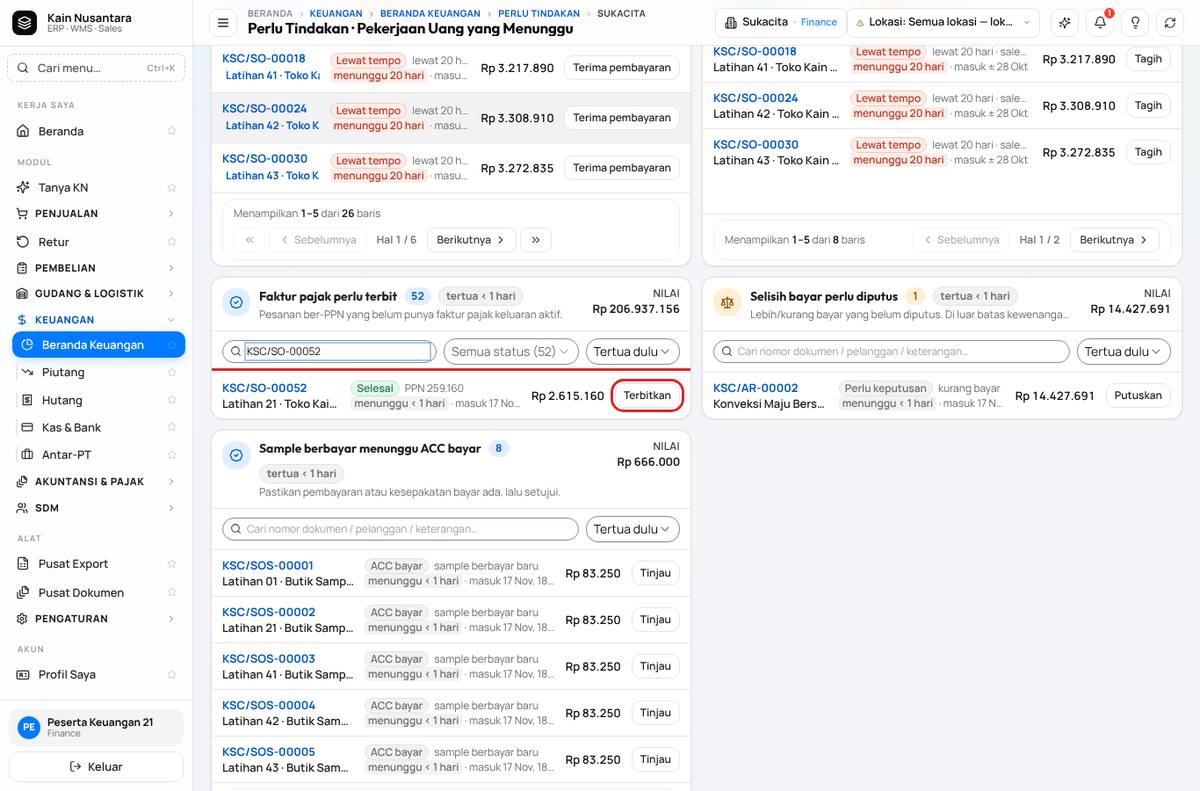 Kain Nusantara
ERP · WMS · Sales
Cari menu... Ctrl+K
KERJA SAYA
Beranda
MODUL
Tanya KN
PENJUALAN
Retur
PEMBELIAN
GUDANG & LOGISTIK
KEUANGAN
Beranda Keuangan
Piutang
Hutang
Kas & Bank
Antar-PT
AKUNTANSI & PAJAK
SDM
ALAT
Pusat Export
Pusat Dokumen
PENGATURAN
AKUN
Profil Saya
PE Peserta Keuangan 21
Finance
Keluar
BERANDA › KEUANGAN › BERANDA KEUANGAN › PERLU TINDAKAN › SUKACITA
Perlu Tindakan · Pekerjaan Uang yang Menunggu
Sukacita · Finance
Lokasi: Semua lokasi — lok...
1
KSC/SO-00018 Lewat tempo lewat 20 h...
Latihan 41 · Toko Ka menunggu 20 hari · masu... Rp 3.217.890 Terima pembayaran
KSC/SO-00024 Lewat tempo lewat 20 h...
Latihan 42 · Toko K menunggu 20 hari · masu... Rp 3.308.910 Terima pembayaran
KSC/SO-00030 Lewat tempo lewat 20 h...
Latihan 43 · Toko K menunggu 20 hari · masu... Rp 3.272.835 Terima pembayaran
Menampilkan 1–5 dari 26 baris
« ‹ Sebelumnya Hal 1 / 6 Berikutnya › »
KSC/SO-00018 Lewat tempo lewat 20 hari · sale...
Latihan 41 · Toko Kain ... menunggu 20 hari · masuk ± 28 Okt Rp 3.217.890 Tagih
KSC/SO-00024 Lewat tempo lewat 20 hari · sale...
Latihan 42 · Toko Kain ... menunggu 20 hari · masuk ± 28 Okt Rp 3.308.910 Tagih
KSC/SO-00030 Lewat tempo lewat 20 hari · sale...
Latihan 43 · Toko Kain ... menunggu 20 hari · masuk ± 28 Okt Rp 3.272.835 Tagih
Menampilkan 1–5 dari 8 baris ‹ Sebelumnya Hal 1 / 2 Berikutnya ›
Faktur pajak perlu terbit 52 tertua < 1 hari NILAI
Rp 206.937.156
Pesanan ber-PPN yang belum punya faktur pajak keluaran aktif.
KSC/SO-00052 Semua status (52) Tertua dulu
KSC/SO-00052 Selesai PPN 259.160
Latihan 21 · Toko Kai... menunggu < 1 hari · masuk 17 No... Rp 2.615.160 Terbitkan
Selisih bayar perlu diputus 1 tertua < 1 hari NILAI
Rp 14.427.691
Lebih/kurang bayar yang belum diputus. Di luar batas kewenanga...
Cari nomor dokumen / pelanggan / keterangan... Tertua dulu
KSC/AR-00002 Perlu keputusan kurang bayar
Konveksi Maju Bers... menunggu < 1 hari · masuk 17 N... Rp 14.427.691 Putuskan
Sample berbayar menunggu ACC bayar 8 NILAI
Rp 666.000
tertua < 1 hari
Pastikan pembayaran atau kesepakatan bayar ada, lalu setujui.
Cari nomor dokumen / pelanggan / keterangan... Tertua dulu
KSC/SOS-00001 ACC bayar sample berbayar baru
Latihan 01 · Butik Samp... menunggu < 1 hari · masuk 17 Nov, 18... Rp 83.250 Tinjau
KSC/SOS-00002 ACC bayar sample berbayar baru
Latihan 21 · Butik Samp... menunggu < 1 hari · masuk 17 Nov, 18... Rp 83.250 Tinjau
KSC/SOS-00003 ACC bayar sample berbayar baru
Latihan 41 · Butik Samp... menunggu < 1 hari · masuk 17 Nov, 18... Rp 83.250 Tinjau
KSC/SOS-00004 ACC bayar sample berbayar baru
Latihan 42 · Butik Sam... menunggu < 1 hari · masuk 17 Nov, 18... Rp 83.250 Tinjau
KSC/SOS-00005 ACC bayar sample berbayar baru
Latihan 43 · Butik Sam... menunggu < 1 hari · masuk 17 Nov, 18... Rp 83.250 Tinjau